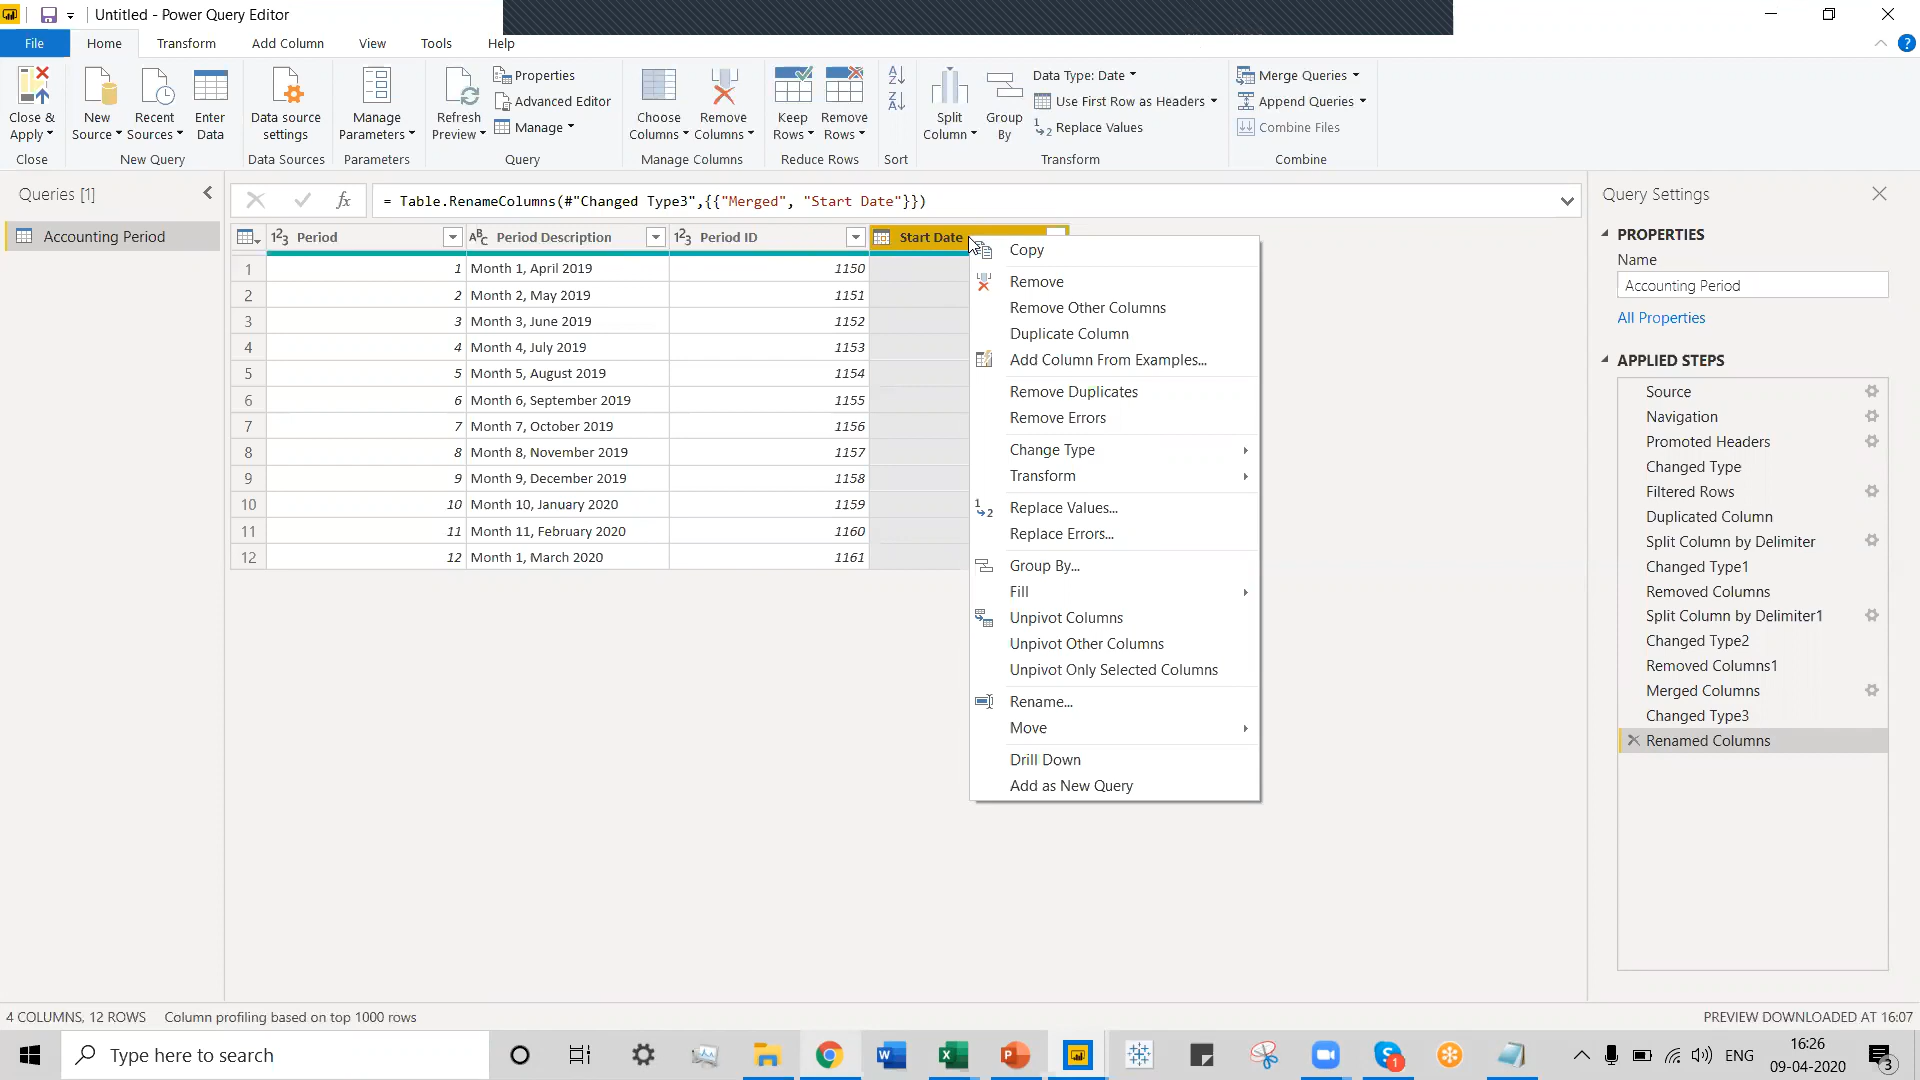 Untitled - Power Query Editor
File Home Transform Add Column View Tools Help
Close & Apply
New Source
Recent Sources
Enter Data
Data source settings
Manage Parameters
Refresh Preview
Properties
Advanced Editor
Manage
Choose Columns
Remove Columns
Keep Rows
Remove Rows
Split Column
Group By
Data Type: Date
Use First Row as Headers
Replace Values
Merge Queries
Append Queries
Combine Files
Close New Query Data Sources Parameters Query Manage Columns Reduce Rows Sort Transform Combine
Queries [1]
Accounting Period
fx = Table.RenameColumns(#"Changed Type3",{{"Merged", "Start Date"}})
Period Period Description Period ID Start Date
1 1 Month 1, April 2019 1150
2 2 Month 2, May 2019 1151
3 3 Month 3, June 2019 1152
4 4 Month 4, July 2019 1153
5 5 Month 5, August 2019 1154
6 6 Month 6, September 2019 1155
7 7 Month 7, October 2019 1156
8 8 Month 8, November 2019 1157
9 9 Month 9, December 2019 1158
10 10 Month 10, January 2020 1159
11 11 Month 11, February 2020 1160
12 12 Month 1, March 2020 1161
Copy
Remove
Remove Other Columns
Duplicate Column
Add Column From Examples...
Remove Duplicates
Remove Errors
Change Type
Transform
Replace Values...
Replace Errors...
Group By...
Fill
Unpivot Columns
Unpivot Other Columns
Unpivot Only Selected Columns
Rename...
Move
Drill Down
Add as New Query
Query Settings
PROPERTIES
Name
Accounting Period
All Properties
APPLIED STEPS
Source
Navigation
Promoted Headers
Changed Type
Filtered Rows
Duplicated Column
Split Column by Delimiter
Changed Type1
Removed Columns
Split Column by Delimiter1
Changed Type2
Removed Columns1
Merged Columns
Changed Type3
Renamed Columns
4 COLUMNS, 12 ROWS Column profiling based on top 1000 rows
PREVIEW DOWNLOADED AT 16:07
Type here to search
ENG
16:26
09-04-2020
3